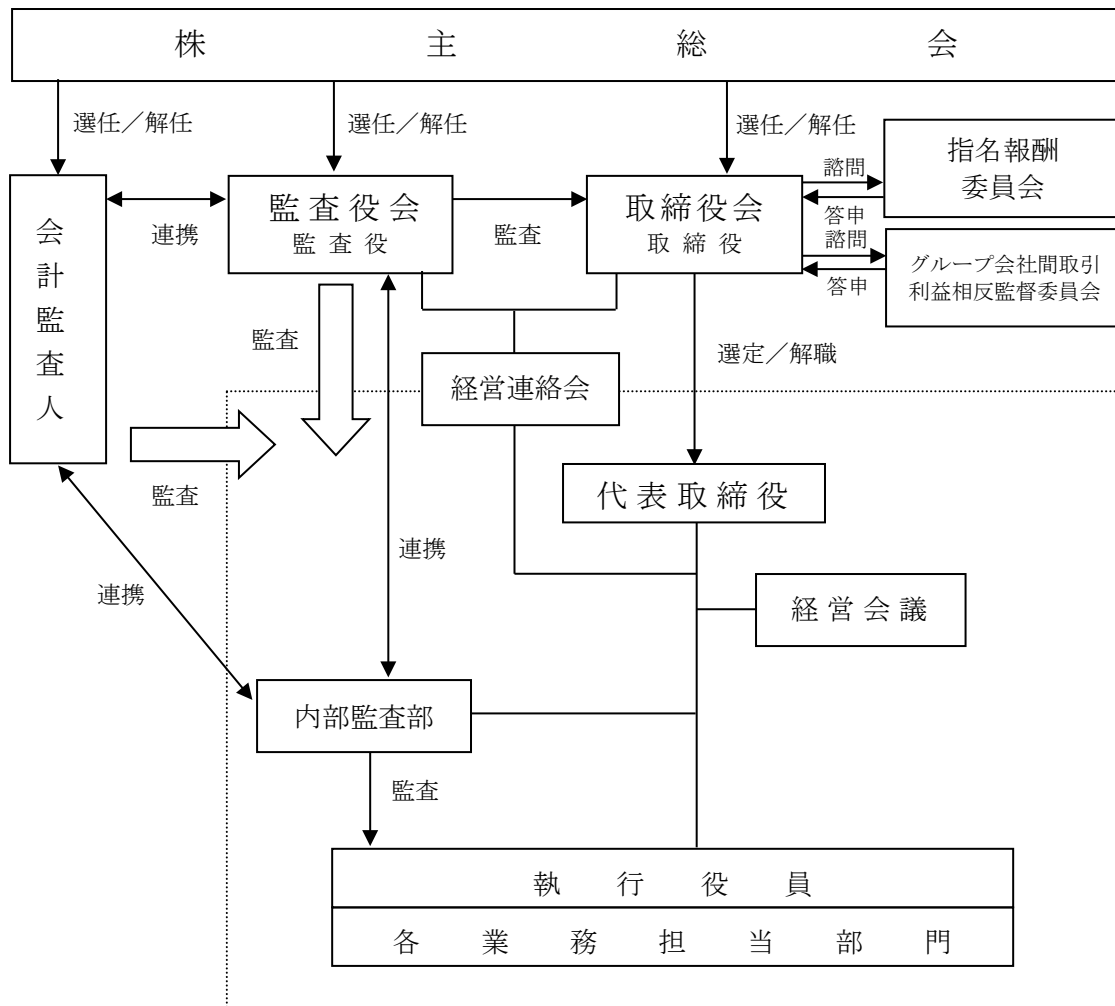 株主総会
選任／解任
選任／解任
選任／解任
指名報酬
委員会
諮問
答申
会計監査人
連携
監査役会
監査役
監査
取締役会
取締役
諮問
答申
グループ会社間取引
利益相反監督委員会
監査
選定／解職
経営連絡会
監査
代表取締役
連携
連携
経営会議
内部監査部
監査
執行役員
各業務担当部門